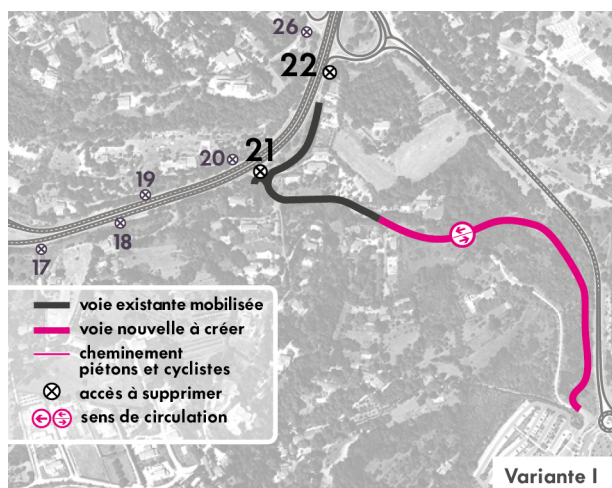 26
22
21
20
19
18
17
voie existante mobilisée
voie nouvelle à créer
cheminement
piétons et cyclistes
accès à supprimer
sens de circulation
Variante I